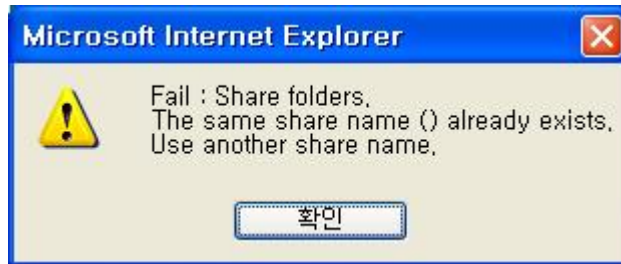 Microsoft Internet Explorer
Fail : Share folders,
The same share name () already exists,
Use another share name,
확인